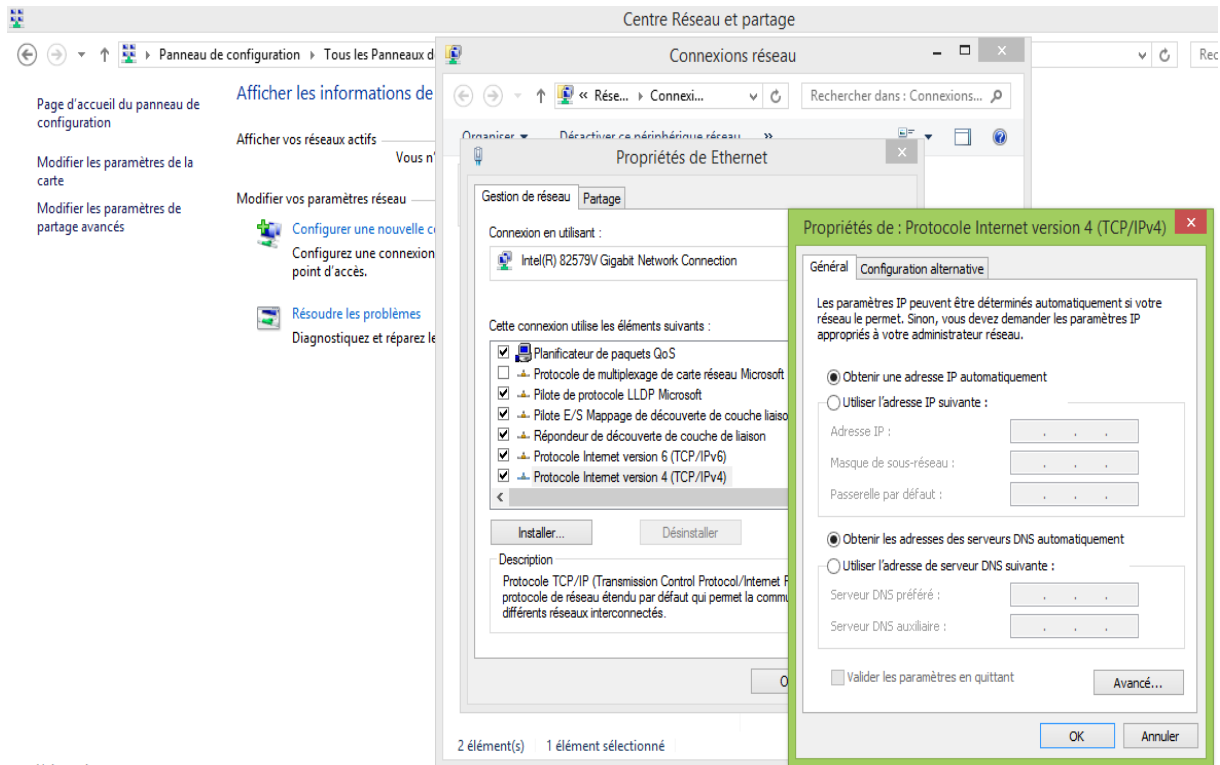 Centre Réseau et partage
Panneau de configuration
Tous les Panneaux d
Rec
Page d'accueil du panneau de
configuration
Modifier les paramètres de la
carte
Modifier les paramètres de
partage avancés
Afficher les informations de
Afficher vos réseaux actifs
Vous n'
Modifier vos paramètres réseau
Configurer une nouvelle c
Configurez une connexion
point d'accès.
Résoudre les problèmes
Diagnostiquez et réparez le
Connexions réseau
« Rése... Connexi...
Rechercher dans : Connexions...
Organiser Désactiver ce périphérique réseau »
2 élément(s) 1 élément sélectionné
Propriétés de Ethernet
Gestion de réseau Partage
Connexion en utilisant :
Intel(R) 82579V Gigabit Network Connection
Cette connexion utilise les éléments suivants :
Planificateur de paquets QoS
Protocole de multiplexage de carte réseau Microsoft
Pilote de protocole LLDP Microsoft
Pilote E/S Mappage de découverte de couche liaiso
Répondeur de découverte de couche de liaison
Protocole Internet version 6 (TCP/IPv6)
Protocole Internet version 4 (TCP/IPv4)
Installer... Désinstaller
Description
Protocole TCP/IP (Transmission Control Protocol/Internet P
protocole de réseau étendu par défaut qui permet la commu
différents réseaux interconnectés.
O
Propriétés de : Protocole Internet version 4 (TCP/IPv4)
Général Configuration alternative
Les paramètres IP peuvent être déterminés automatiquement si votre
réseau le permet. Sinon, vous devez demander les paramètres IP
appropriés à votre administrateur réseau.
Obtenir une adresse IP automatiquement
Utiliser l'adresse IP suivante :
Adresse IP :
Masque de sous-réseau :
Passerelle par défaut :
Obtenir les adresses des serveurs DNS automatiquement
Utiliser l'adresse de serveur DNS suivante :
Serveur DNS préféré :
Serveur DNS auxiliaire :
Valider les paramètres en quittant
Avancé...
OK Annuler